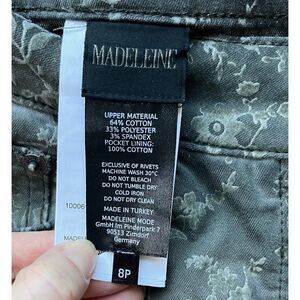 MADELEINE
UPPER MATERIAL
64% COTTON
33% POLYESTER
3% SPANDEX
POCKET LINING:
100% COTTON
EXCLUSIVE OF RIVETS
MACHINE WASH 30°C
DO NOT BLEACH
DO NOT TUMBLE DRY
COLD IRON
DO NOT DRY CLEAN
MADE IN TURKEY
MADELEINE MODE
GmbH Im Pinderpark 7
90513 Zirndorf
Germany
10006
MADEL
8P